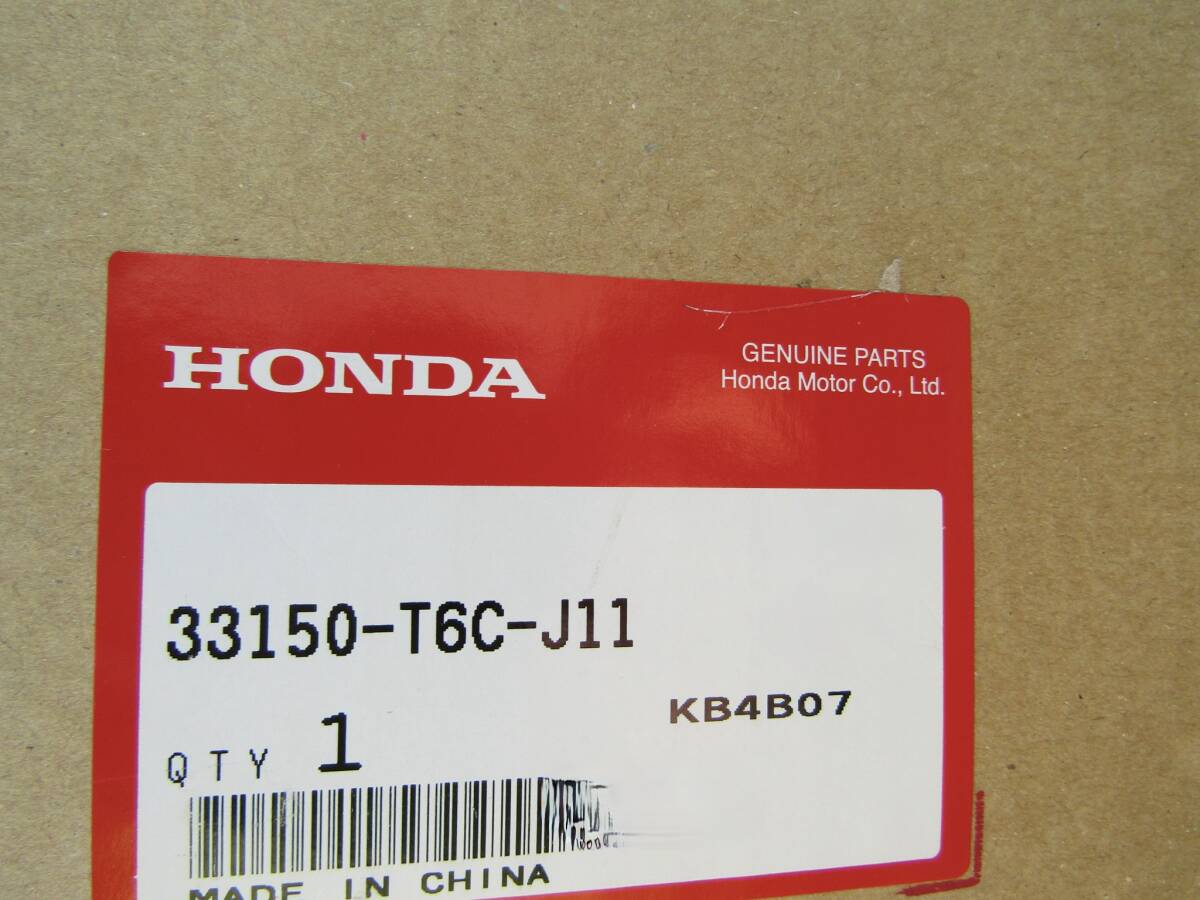 HONDA
GENUINE PARTS
Honda Motor Co., Ltd.
33150-T6C-J11
KB4B07
QTY 1
MADE IN CHINA